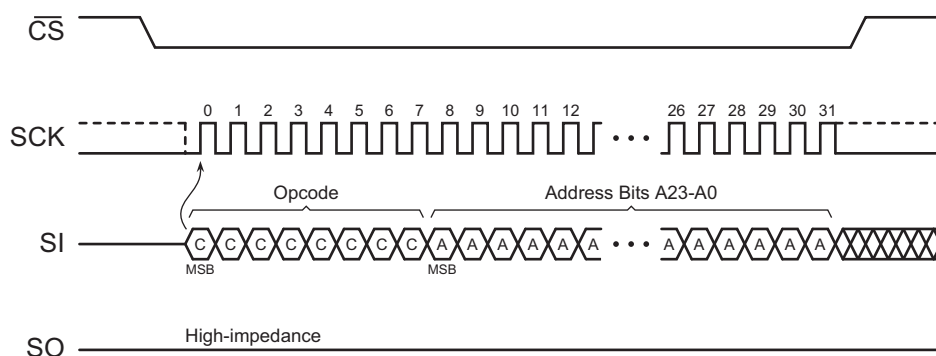 CS
0 1 2 3 4 5 6 7 8 9 10 11 12 26 27 28 29 30 31
SCK
Opcode Address Bits A23-A0
SI C C C C C C C C A A A A A A A A A A A A
MSB MSB
High-impedance
SO